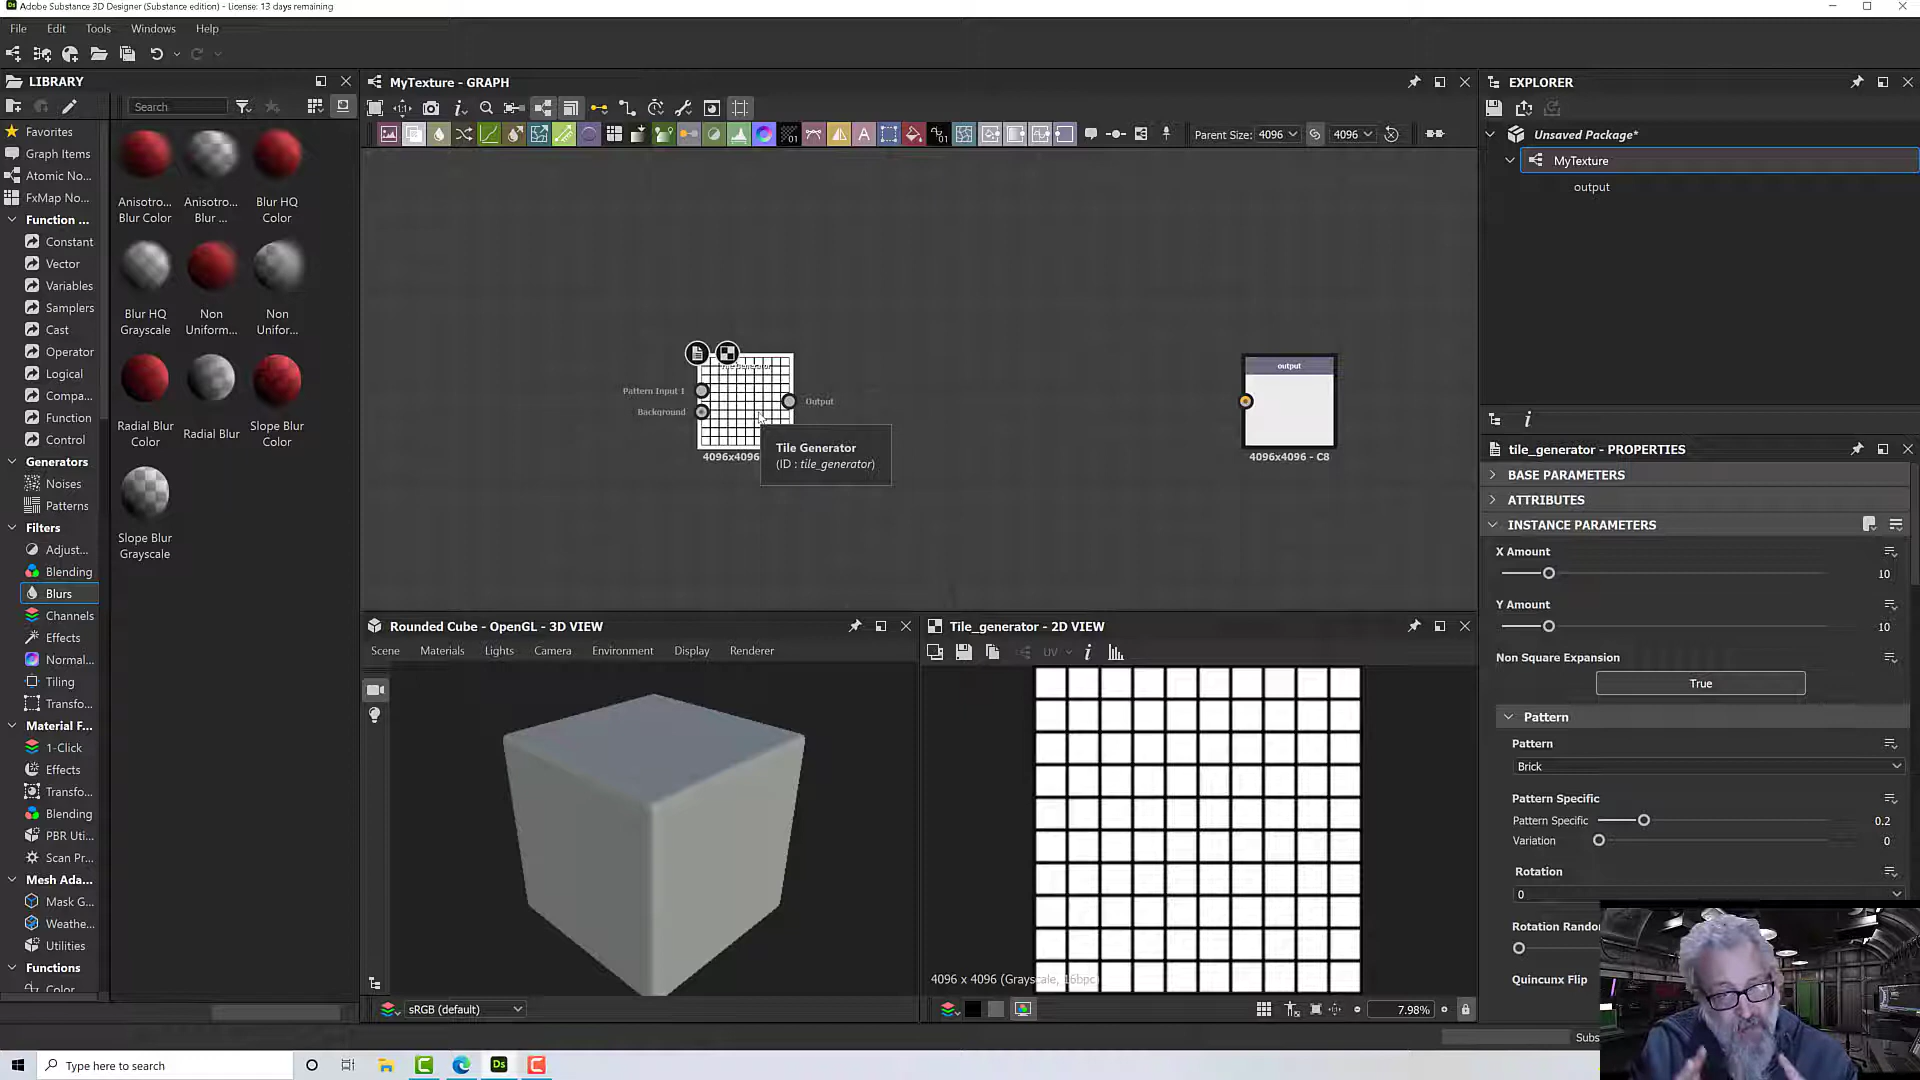 Adobe Substance 3D Designer (Substance edition) - License: 13 days remaining
File Edit Tools Windows Help
LIBRARY
Search
Favorites
Graph Items
Atomic No...
FxMap No...
Function ...
Constant
Vector
Variables
Samplers
Cast
Operator
Logical
Compa...
Function
Control
Generators
Noises
Patterns
Filters
Adjust...
Blending
Blurs
Channels
Effects
Normal...
Tiling
Transfo...
Material F...
1-Click
Effects
Transfo...
Blending
PBR Uti...
Scan Pr...
Mesh Ada...
Mask G...
Weathe...
Utilities
Functions
Color
Anisotro... Blur Color
Anisotro... Blur ...
Blur HQ Color
Blur HQ Grayscale
Non Uniform...
Non Unifor...
Radial Blur Color
Radial Blur
Slope Blur Color
Slope Blur Grayscale
MyTexture - GRAPH
Parent Size: 4096 4096
Pattern Input 1
Background
Output
4096x4096
Tile Generator
(ID : tile_generator)
output
4096x4096 - C8
Rounded Cube - OpenGL - 3D VIEW
Scene Materials Lights Camera Environment Display Renderer
sRGB (default)
Tile_generator - 2D VIEW
UV
4096 x 4096 (Grayscale, 16bpc)
7.98%
EXPLORER
Unsaved Package*
MyTexture
output
tile_generator - PROPERTIES
BASE PARAMETERS
ATTRIBUTES
INSTANCE PARAMETERS
X Amount
10
Y Amount
10
Non Square Expansion
True
Pattern
Pattern
Brick
Pattern Specific
Pattern Specific 0.2
Variation 0
Rotation
0
Rotation Rando
Quincunx Flip
Subs
Type here to search